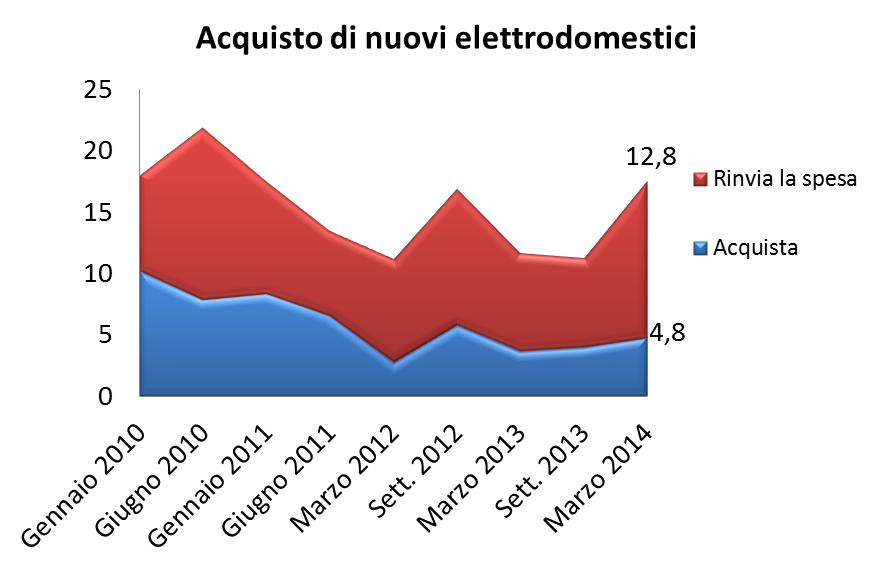 Acquisto di nuovi elettrodomestici
25
20
15
10
5
0
12,8
4,8
Rinvia la spesa
Acquista
Gennaio 2010
Giugno 2010
Gennaio 2011
Giugno 2011
Marzo 2012
Sett. 2012
Marzo 2013
Sett. 2013
Marzo 2014